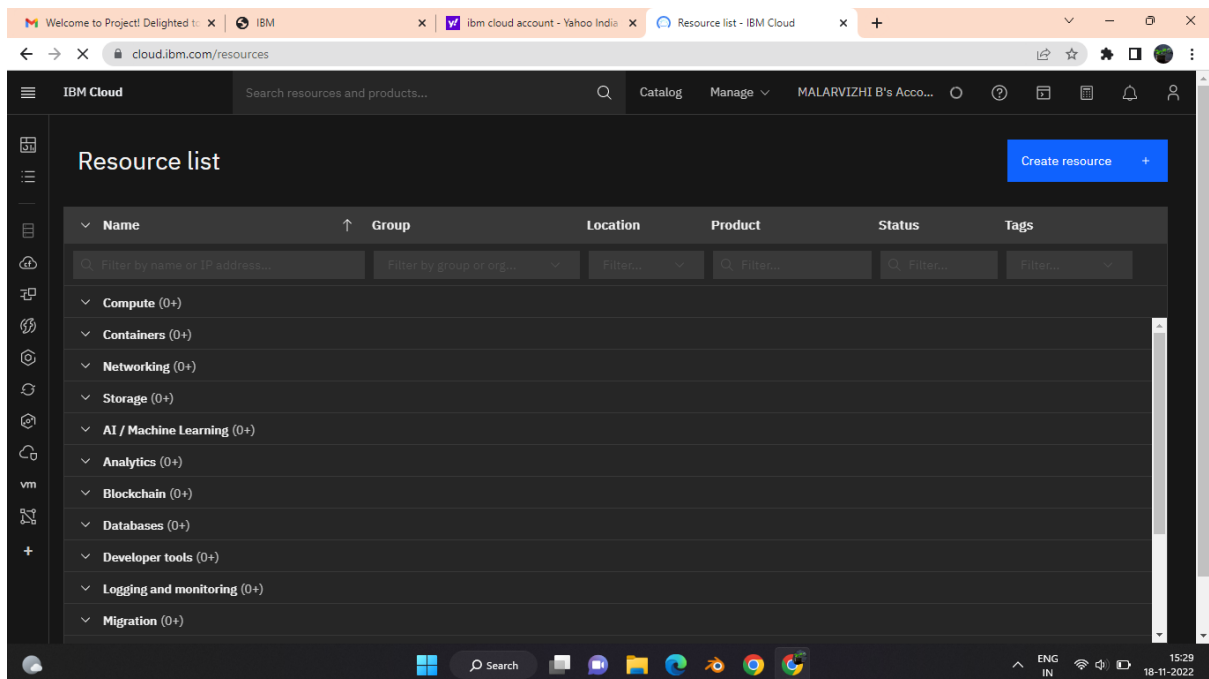 Welcome to Project! Delighted to
IBM
ibm cloud account - Yahoo India
Resource list - IBM Cloud
cloud.ibm.com/resources
IBM Cloud
Search resources and products...
Catalog
Manage
MALARVIZHI B's Acco...
Resource list
Create resource +
Name
Group
Location
Product
Status
Tags
Filter by name or IP address...
Filter by group or org...
Filter...
Filter...
Filter...
Filter...
Compute (0+)
Containers (0+)
Networking (0+)
Storage (0+)
AI / Machine Learning (0+)
Analytics (0+)
Blockchain (0+)
vm
Databases (0+)
Developer tools (0+)
Logging and monitoring (0+)
Migration (0+)
Search
ENG
IN
15:29
18-11-2022